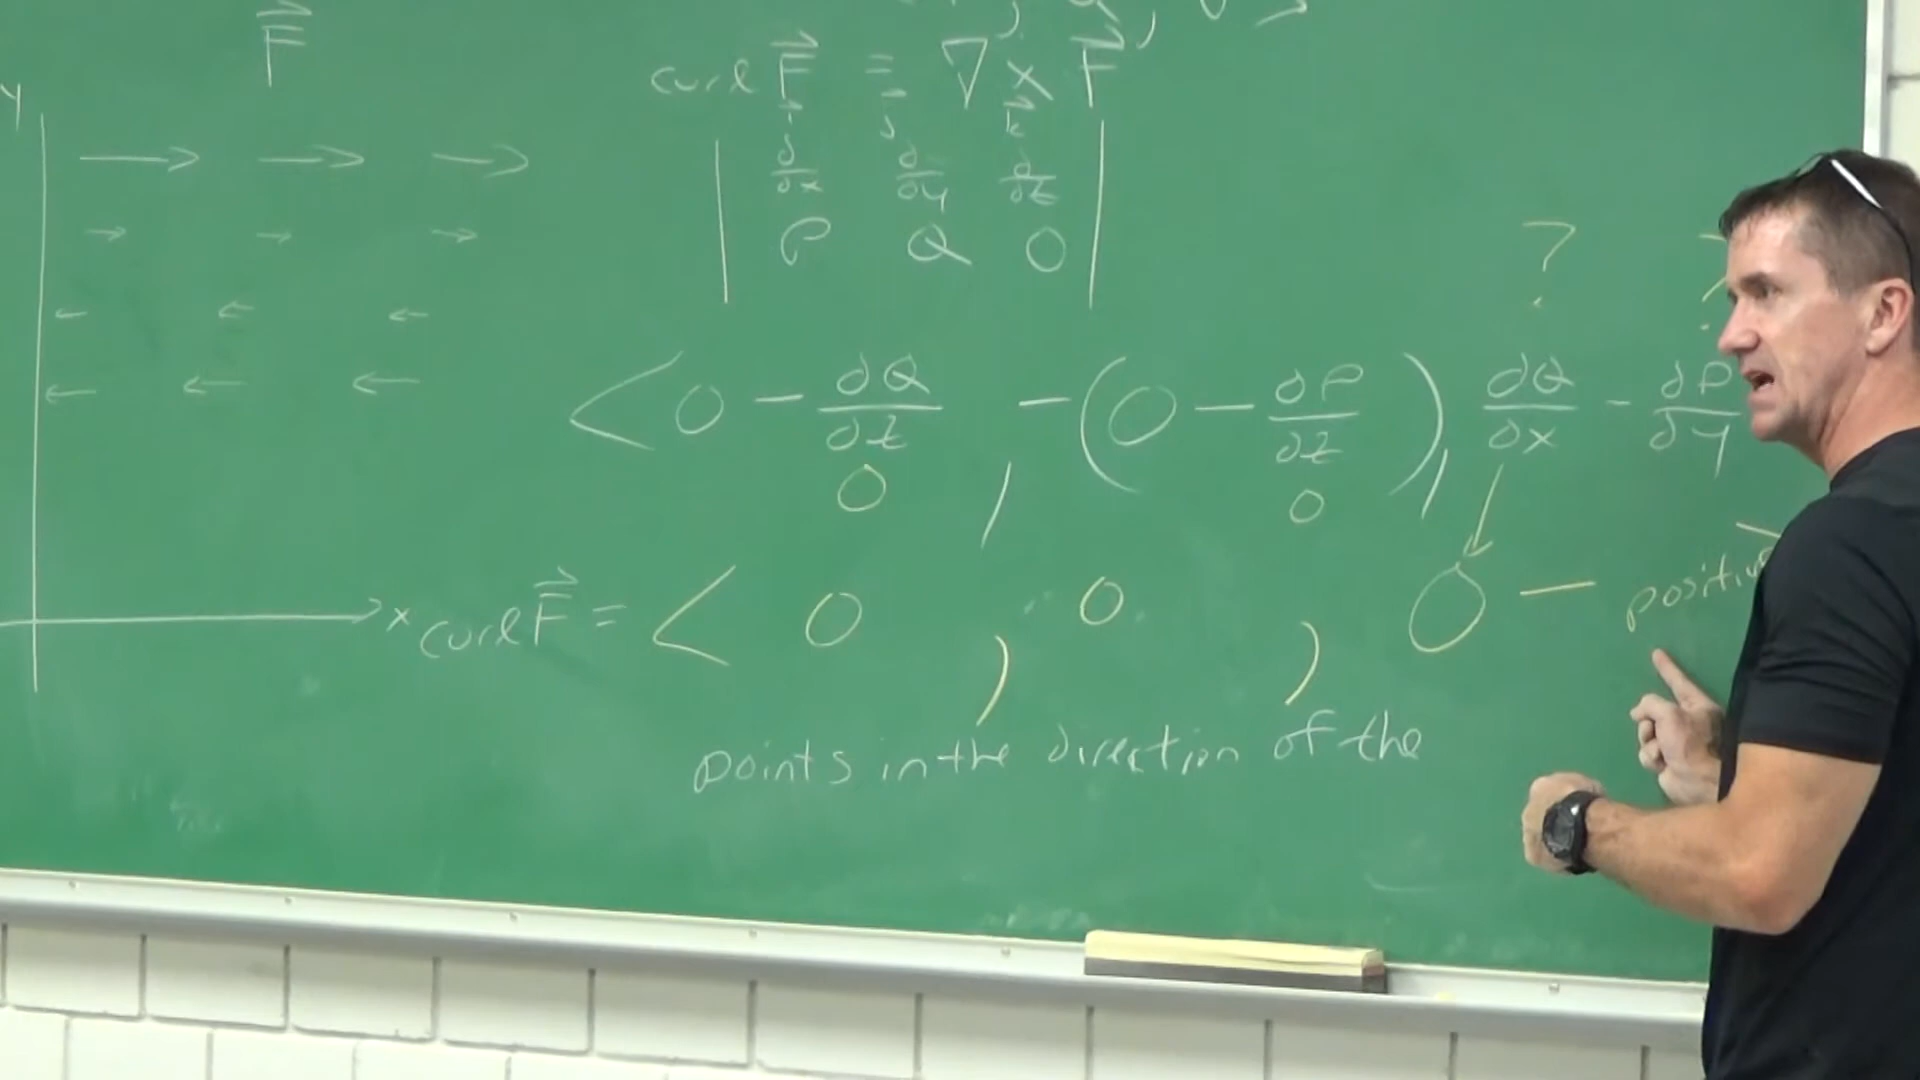 F⃗
y
curl F⃗ = ∇ × F⃗
i⃗ j⃗ k⃗
∂/∂x ∂/∂y ∂/∂z
P Q 0
? ?
< 0 − ∂Q/∂z , −(0 − ∂P/∂z), ∂Q/∂x − ∂P/∂y >
0 0
x
curl F⃗ = < 0 , 0 , 0 − positive
points in the direction of the